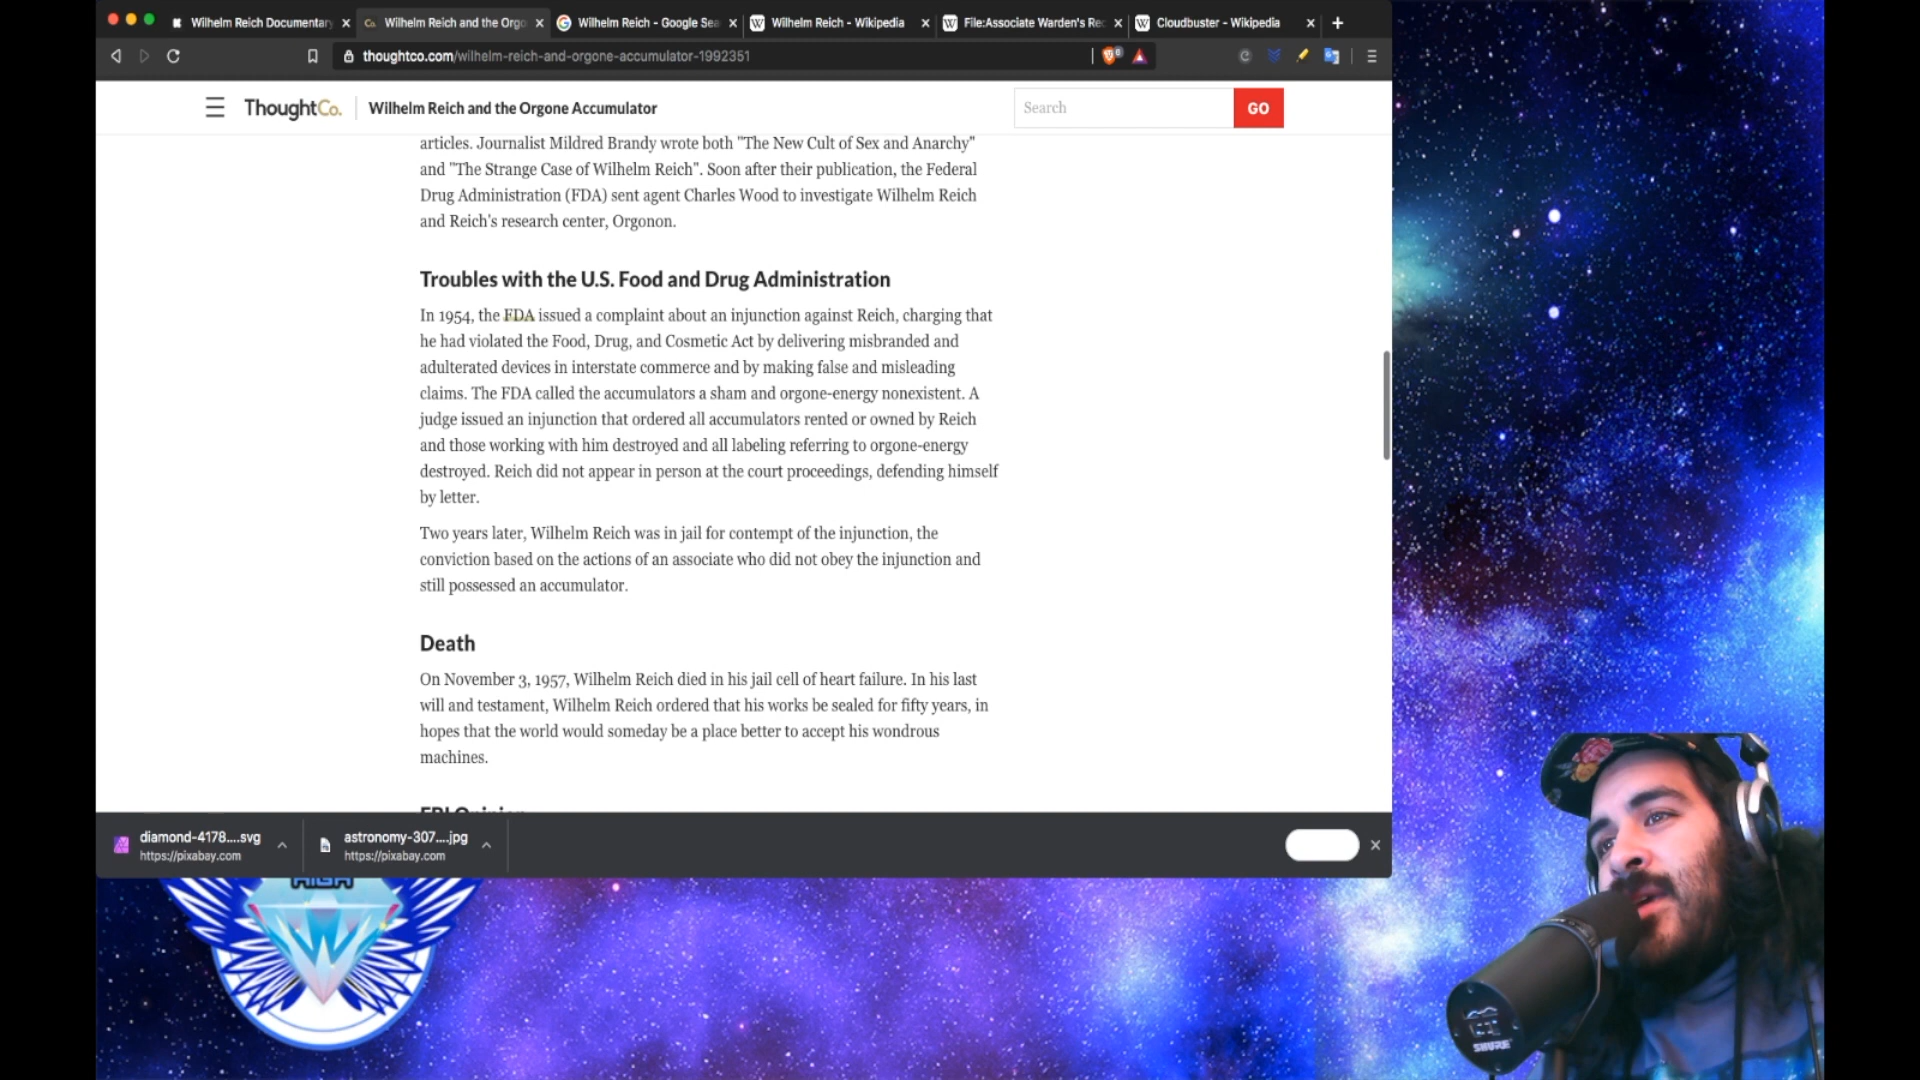 Wilhelm Reich Documentary
Wilhelm Reich and the Orgo
Wilhelm Reich - Google Sea
Wilhelm Reich - Wikipedia
File:Associate Warden's Rec
Cloudbuster - Wikipedia
thoughtco.com/wilhelm-reich-and-orgone-accumulator-1992351
ThoughtCo.
Wilhelm Reich and the Orgone Accumulator
Search
GO
articles. Journalist Mildred Brandy wrote both "The New Cult of Sex and Anarchy"
and "The Strange Case of Wilhelm Reich". Soon after their publication, the Federal
Drug Administration (FDA) sent agent Charles Wood to investigate Wilhelm Reich
and Reich's research center, Orgonon.
Troubles with the U.S. Food and Drug Administration
In 1954, the FDA issued a complaint about an injunction against Reich, charging that
he had violated the Food, Drug, and Cosmetic Act by delivering misbranded and
adulterated devices in interstate commerce and by making false and misleading
claims. The FDA called the accumulators a sham and orgone-energy nonexistent. A
judge issued an injunction that ordered all accumulators rented or owned by Reich
and those working with him destroyed and all labeling referring to orgone-energy
destroyed. Reich did not appear in person at the court proceedings, defending himself
by letter.
Two years later, Wilhelm Reich was in jail for contempt of the injunction, the
conviction based on the actions of an associate who did not obey the injunction and
still possessed an accumulator.
Death
On November 3, 1957, Wilhelm Reich died in his jail cell of heart failure. In his last
will and testament, Wilhelm Reich ordered that his works be sealed for fifty years, in
hopes that the world would someday be a place better to accept his wondrous
machines.
FBI Opinion
diamond-4178....svg
https://pixabay.com
astronomy-307....jpg
https://pixabay.com
HIGH
W
SHURE